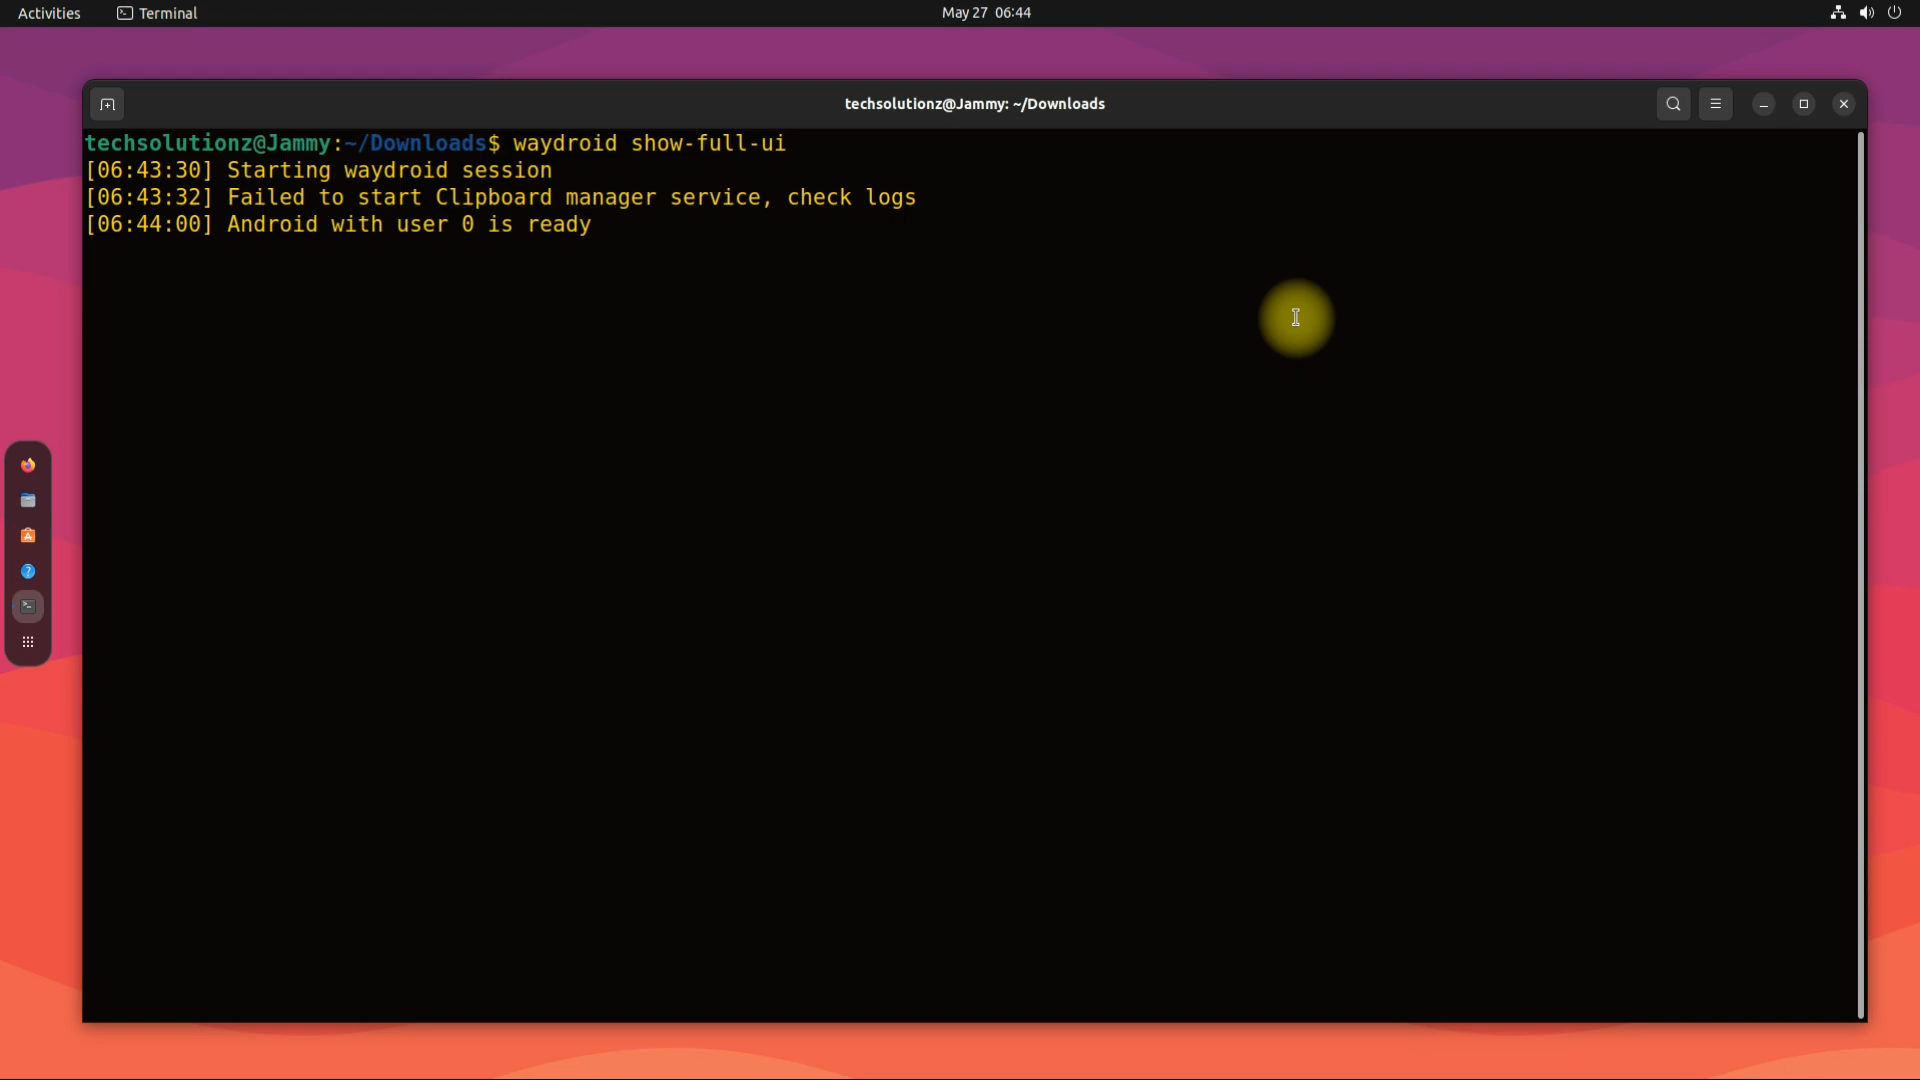 Activities
Terminal
May 27 06:44
techsolutionz@Jammy: ~/Downloads
techsolutionz@Jammy:~/Downloads$ waydroid show-full-ui
[06:43:30] Starting waydroid session
[06:43:32] Failed to start Clipboard manager service, check logs
[06:44:00] Android with user 0 is ready